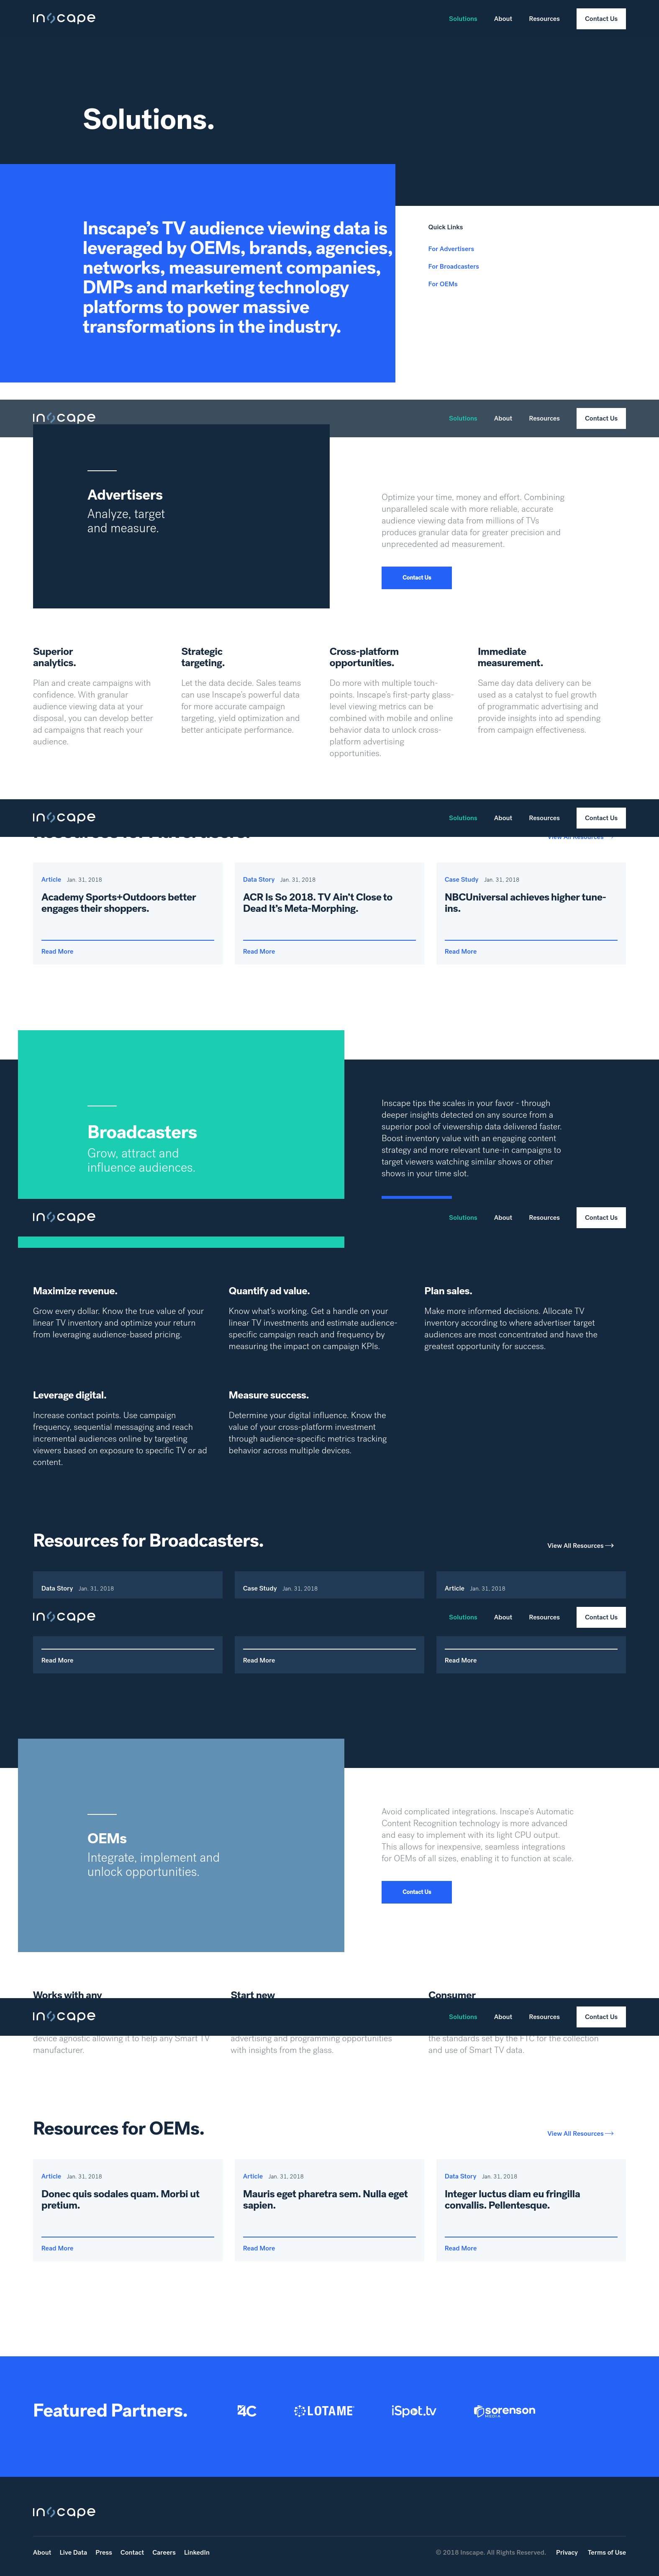 inscape
Solutions
About
Resources
Contact Us
Solutions.
Inscape's TV audience viewing data is
leveraged by OEMs, brands, agencies,
networks, measurement companies,
DMPs and marketing technology
platforms to power massive
transformations in the industry.
Quick Links
For Advertisers
For Broadcasters
For OEMs
inscape
Solutions
About
Resources
Contact Us
Advertisers
Analyze, target
and measure.
Optimize your time, money and effort. Combining
unparalleled scale with more reliable, accurate
audience viewing data from millions of TVs
produces granular data for greater precision and
unprecedented ad measurement.
Contact Us
Superior
analytics.
Plan and create campaigns with
confidence. With granular
audience viewing data at your
disposal, you can develop better
ad campaigns that reach your
audience.
Strategic
targeting.
Let the data decide. Sales teams
can use Inscape's powerful data
for more accurate campaign
targeting, yield optimization and
better anticipate performance.
Cross-platform
opportunities.
Do more with multiple touch-
points. Inscape's first-party glass-
level viewing metrics can be
combined with mobile and online
behavior data to unlock cross-
platform advertising
opportunities.
Immediate
measurement.
Same day data delivery can be
used as a catalyst to fuel growth
of programmatic advertising and
provide insights into ad spending
from campaign effectiveness.
inscape
Solutions
About
Resources
Contact Us
Resources for Advertisers.
View All Resources
Article Jan. 31, 2018
Academy Sports+Outdoors better
engages their shoppers.
Read More
Data Story Jan. 31, 2018
ACR Is So 2018. TV Ain't Close to
Dead It's Meta-Morphing.
Read More
Case Study Jan. 31, 2018
NBCUniversal achieves higher tune-
ins.
Read More
Broadcasters
Grow, attract and
influence audiences.
Inscape tips the scales in your favor - through
deeper insights detected on any source from a
superior pool of viewership data delivered faster.
Boost inventory value with an engaging content
strategy and more relevant tune-in campaigns to
target viewers watching similar shows or other
shows in your time slot.
inscape
Solutions
About
Resources
Contact Us
Maximize revenue.
Grow every dollar. Know the true value of your
linear TV inventory and optimize your return
from leveraging audience-based pricing.
Quantify ad value.
Know what's working. Get a handle on your
linear TV investments and estimate audience-
specific campaign reach and frequency by
measuring the impact on campaign KPIs.
Plan sales.
Make more informed decisions. Allocate TV
inventory according to where advertiser target
audiences are most concentrated and have the
greatest opportunity for success.
Leverage digital.
Increase contact points. Use campaign
frequency, sequential messaging and reach
incremental audiences online by targeting
viewers based on exposure to specific TV or ad
content.
Measure success.
Determine your digital influence. Know the
value of your cross-platform investment
through audience-specific metrics tracking
behavior across multiple devices.
Resources for Broadcasters.
View All Resources
Data Story Jan. 31, 2018
Case Study Jan. 31, 2018
Article Jan. 31, 2018
inscape
Solutions
About
Resources
Contact Us
Read More
Read More
Read More
OEMs
Integrate, implement and
unlock opportunities.
Avoid complicated integrations. Inscape's Automatic
Content Recognition technology is more advanced
and easy to implement with its light CPU output.
This allows for inexpensive, seamless integrations
for OEMs of all sizes, enabling it to function at scale.
Contact Us
Works with any
Start new
Consumer
inscape
Solutions
About
Resources
Contact Us
device agnostic allowing it to help any Smart TV
manufacturer.
advertising and programming opportunities
with insights from the glass.
the standards set by the FTC for the collection
and use of Smart TV data.
Resources for OEMs.
View All Resources
Article Jan. 31, 2018
Donec quis sodales quam. Morbi ut
pretium.
Read More
Article Jan. 31, 2018
Mauris eget pharetra sem. Nulla eget
sapien.
Read More
Data Story Jan. 31, 2018
Integer luctus diam eu fringilla
convallis. Pellentesque.
Read More
Featured Partners.
4C
LOTAME
iSpot.tv
sorenson
MEDIA
inscape
About
Live Data
Press
Contact
Careers
LinkedIn
© 2018 Inscape. All Rights Reserved.
Privacy
Terms of Use